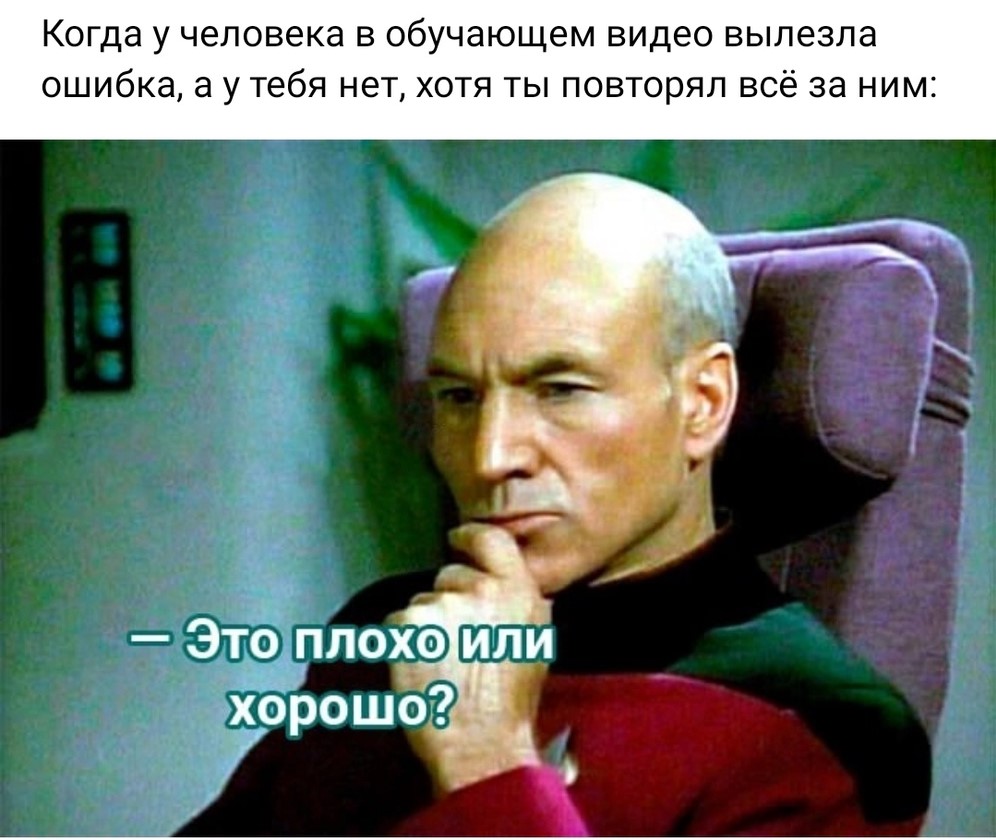 Когда у человека в обучающем видео вылезла
ошибка, а у тебя нет, хотя ты повторял всё за ним:
— Это плохо или
хорошо?